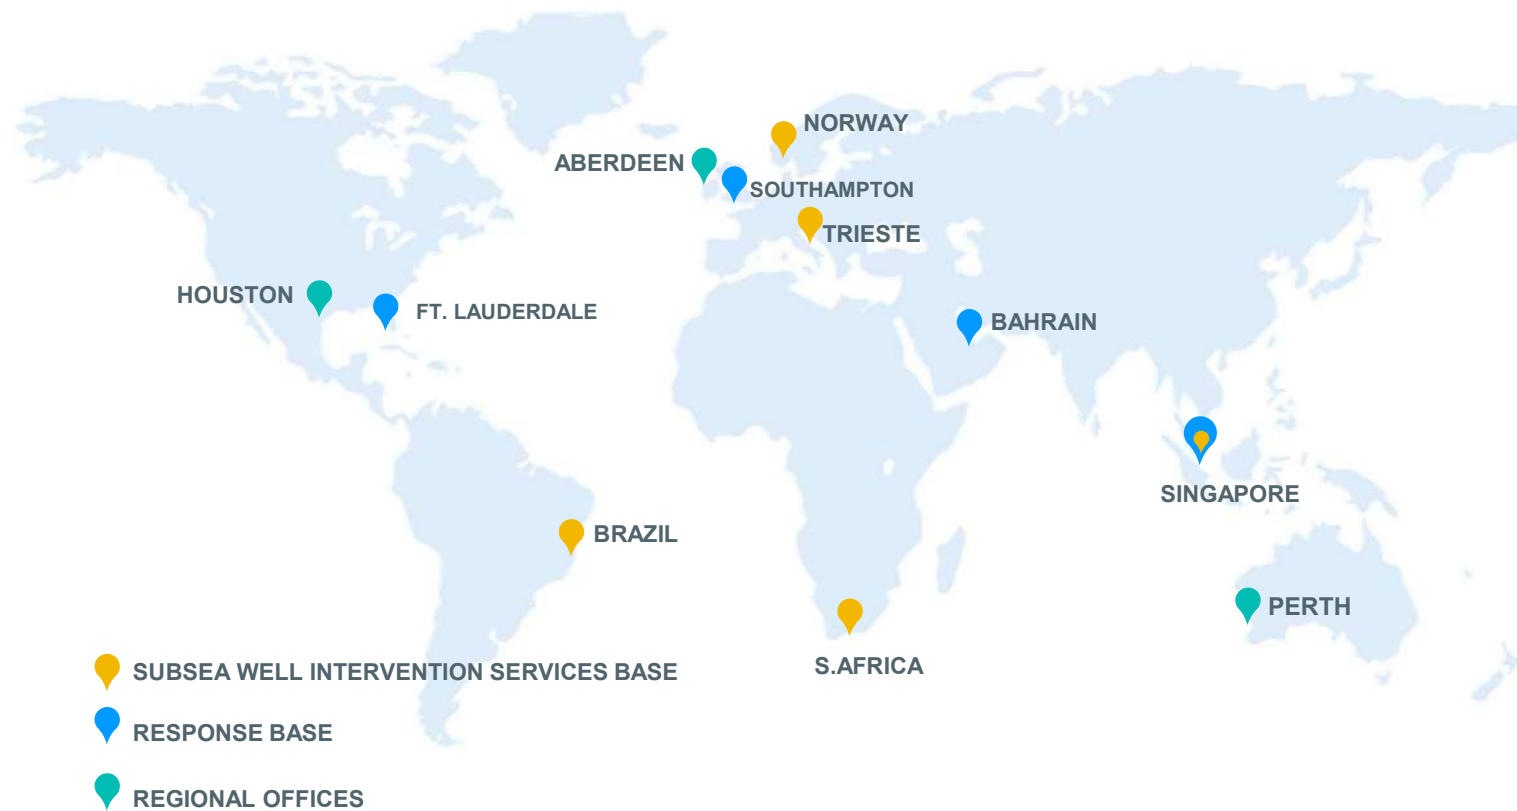 NORWAY
ABERDEEN
SOUTHAMPTON
TRIESTE
HOUSTON
FT. LAUDERDALE
BAHRAIN
SINGAPORE
BRAZIL
PERTH
S.AFRICA
SUBSEA WELL INTERVENTION SERVICES BASE
RESPONSE BASE
REGIONAL OFFICES